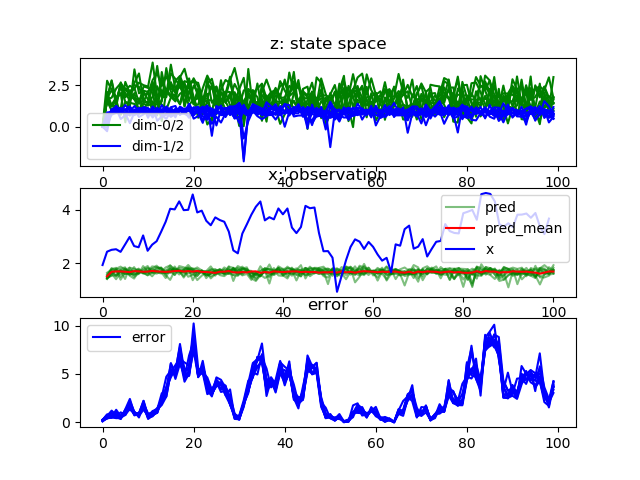 z: state space
2.5
0.0
dim-0/2
dim-1/2
0 20 40 60 80 100
x: observation
4
2
pred
pred_mean
x
0 20 40 60 80 100
error
10
5
0
error
0 20 40 60 80 100